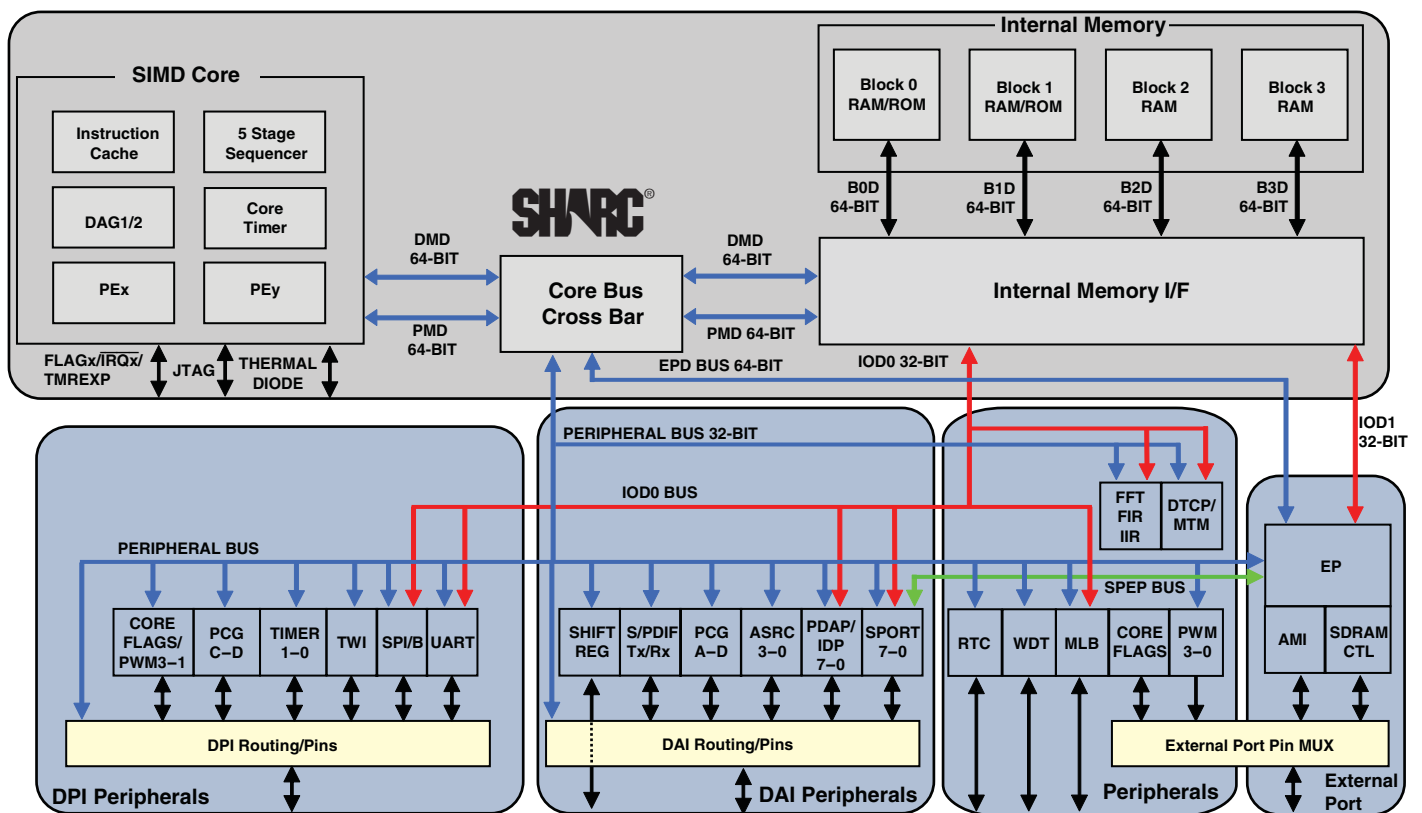 Internal Memory
SIMD Core
Block 0
RAM/ROM
Block 1
RAM/ROM
Block 2
RAM
Block 3
RAM
Instruction
Cache
5 Stage
Sequencer
DAG1/2
Core
Timer
PEx
PEy
SHARC®
B0D
64-BIT
B1D
64-BIT
B2D
64-BIT
B3D
64-BIT
DMD
64-BIT
DMD
64-BIT
Core Bus
Cross Bar
Internal Memory I/F
PMD
64-BIT
PMD 64-BIT
FLAGx/IRQx/
TMREXP
JTAG
THERMAL
DIODE
EPD BUS 64-BIT
IOD0 32-BIT
IOD1
32-BIT
PERIPHERAL BUS 32-BIT
IOD0 BUS
FFT
FIR
IIR
DTCP/
MTM
PERIPHERAL BUS
SPEP BUS
EP
CORE
FLAGS/
PWM3–1
PCG
C–D
TIMER
1–0
TWI
SPI/B
UART
SHIFT
REG
S/PDIF
Tx/Rx
PCG
A–D
ASRC
3–0
PDAP/
IDP
7–0
SPORT
7–0
RTC
WDT
MLB
CORE
FLAGS
PWM
3–0
AMI
SDRAM
CTL
DPI Routing/Pins
DAI Routing/Pins
External Port Pin MUX
DPI Peripherals
DAI Peripherals
Peripherals
External
Port